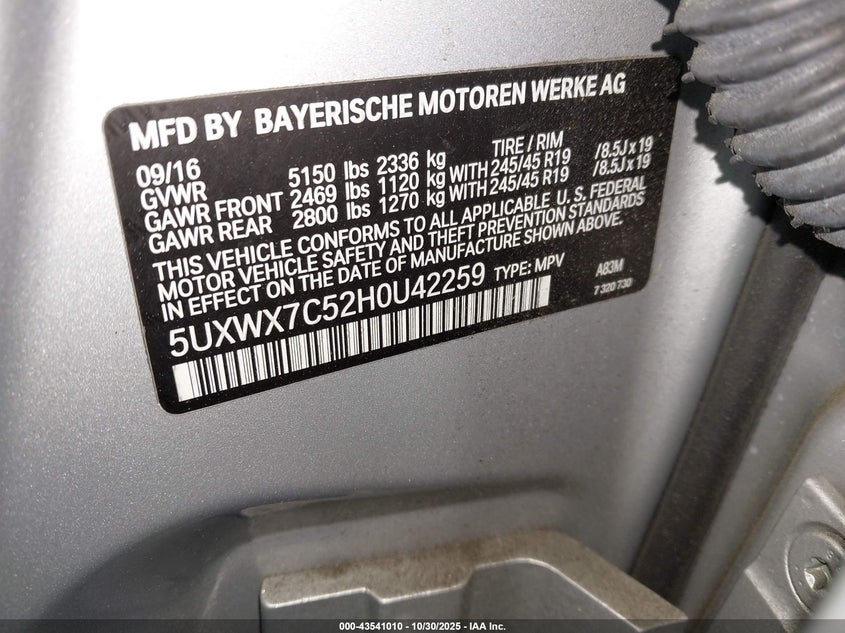 MFD BY BAYERISCHE MOTOREN WERKE AG
09/16 TIRE / RIM
GVWR 5150 lbs 2336 kg
GAWR FRONT 2469 lbs 1120 kg WITH 245/45 R19 /8.5J x 19
GAWR REAR 2800 lbs 1270 kg WITH 245/45 R19 /8.5J x 19
THIS VEHICLE CONFORMS TO ALL APPLICABLE U. S. FEDERAL
MOTOR VEHICLE SAFETY AND THEFT PREVENTION STANDARDS
IN EFFECT ON THE DATE OF MANUFACTURE SHOWN ABOVE.
5UXWX7C52H0U42259 TYPE: MPV A83M
7 320 730
000-43541010 - 10/30/2025 - IAA Inc.